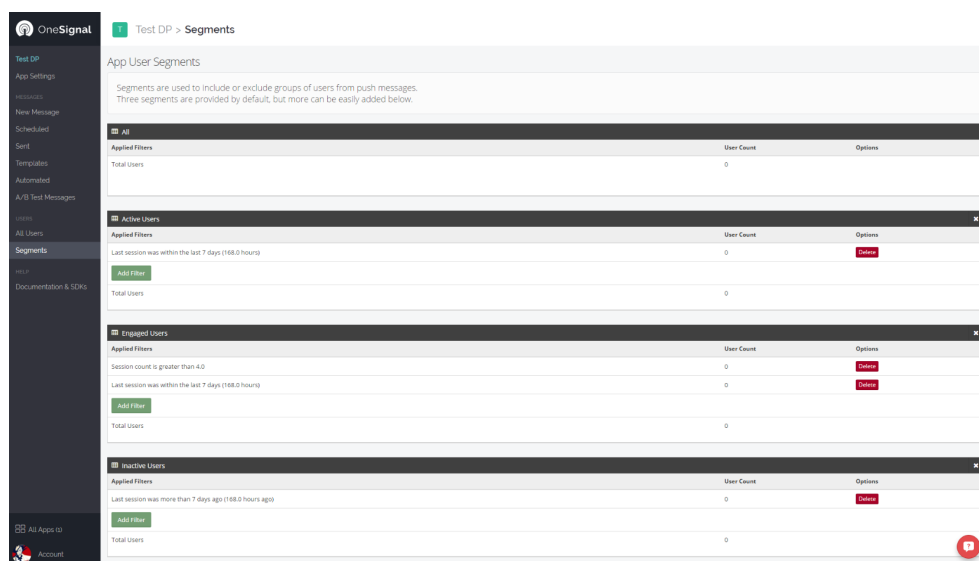 OneSignal
T Test DP > Segments
Test DP
App Settings
MESSAGES
New Message
Scheduled
Sent
Templates
Automated
A/B Test Messages
USERS
All Users
Segments
HELP
Documentation & SDKs
All Apps (1)
Account
App User Segments
Segments are used to include or exclude groups of users from push messages.
Three segments are provided by default, but more can be easily added below.
All
Applied Filters User Count Options
Total Users 0
Active Users
Applied Filters User Count Options
Last session was within the last 7 days (168.0 hours) 0 Delete
Add Filter
Total Users 0
Engaged Users
Applied Filters User Count Options
Session count is greater than 4.0 0 Delete
Last session was within the last 7 days (168.0 hours) 0 Delete
Add Filter
Total Users 0
Inactive Users
Applied Filters User Count Options
Last session was more than 7 days ago (168.0 hours ago) 0 Delete
Add Filter
Total Users 0
?